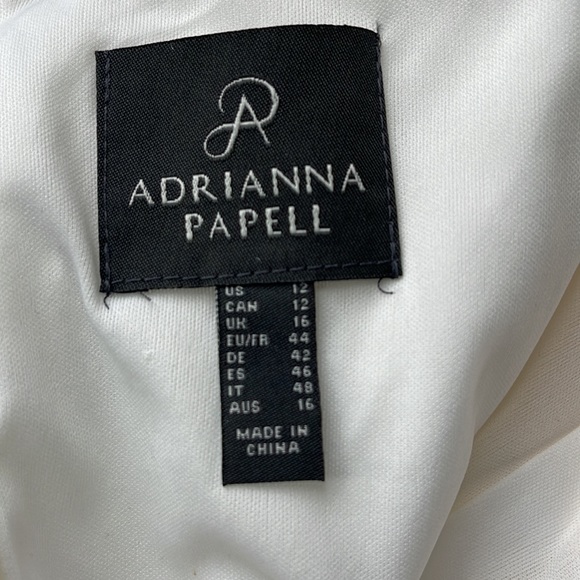 ADRIANNA
PAPELL
US 12
CAN 12
UK 16
EU/FR 44
DE 42
ES 46
IT 48
AUS 16
MADE IN
CHINA